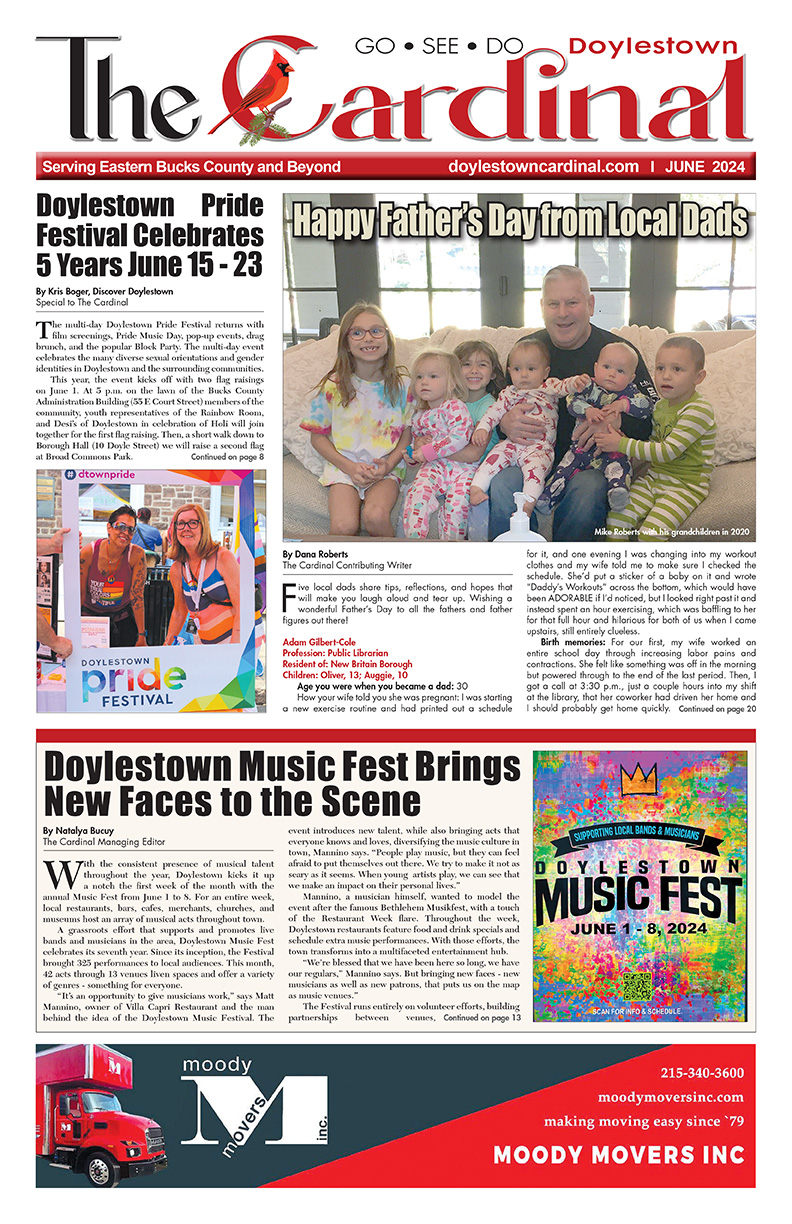 GO • SEE • DO
Doylestown
The Cardinal
Serving Eastern Bucks County and Beyond
doylestowncardinal.com I JUNE 2024
Doylestown Pride
Festival Celebrates
5 Years June 15 - 23
By Kris Boger, Discover Doylestown
Special to The Cardinal
The multi-day Doylestown Pride Festival returns with
film screenings, Pride Music Day, pop-up events, drag
brunch, and the popular Block Party. The multi-day event
celebrates the many diverse sexual orientations and gender
identities in Doylestown and the surrounding communities.
This year, the event kicks off with two flag raisings
on June 1. At 5 p.m. on the lawn of the Bucks County
Administration Building (55 E Court Street) members of the
community, youth representatives of the Rainbow Room,
and Desi's of Doylestown in celebration of Holi will join
together for the first flag raising. Then, a short walk down to
Borough Hall (10 Doyle Street) we will raise a second flag
at Broad Commons Park. Continued on page 8
# dtownpride
DOYLESTOWN
pride
FESTIVAL
Happy Father's Day from Local Dads
Mike Roberts with his grandchildren in 2020
By Dana Roberts
The Cardinal Contributing Writer
Five local dads share tips, reflections, and hopes that
will make you laugh aloud and tear up. Wishing a
wonderful Father's Day to all the fathers and father
figures out there!
Adam Gilbert-Cole
Profession: Public Librarian
Resident of: New Britain Borough
Children: Oliver, 13; Auggie, 10
Age you were when you became a dad: 30
How your wife told you she was pregnant: I was starting
a new exercise routine and had printed out a schedule
for it, and one evening I was changing into my workout
clothes and my wife told me to make sure I checked the
schedule. She'd put a sticker of a baby on it and wrote
"Daddy's Workouts" across the bottom, which would have
been ADORABLE if I'd noticed, but I looked right past it and
instead spent an hour exercising, which was baffling to her
for that full hour and hilarious for both of us when I came
upstairs, still entirely clueless.
Birth memories: For our first, my wife worked an
entire school day through increasing labor pains and
contractions. She felt like something was off in the morning
but powered through to the end of the last period. Then, I
got a call at 3:30 p.m., just a couple hours into my shift
at the library, that her coworker had driven her home and
I should probably get home quickly. Continued on page 20
Doylestown Music Fest Brings
New Faces to the Scene
By Natalya Bucuy
The Cardinal Managing Editor
With the consistent presence of musical talent
throughout the year, Doylestown kicks it up
a notch the first week of the month with the
annual Music Fest from June 1 to 8. For an entire week,
local restaurants, bars, cafes, merchants, churches, and
museums host an array of musical acts throughout town.
A grassroots effort that supports and promotes live
bands and musicians in the area, Doylestown Music Fest
celebrates its seventh year. Since its inception, the Festival
brought 325 performances to local audiences. This month,
42 acts through 13 venues liven spaces and offer a variety
of genres - something for everyone.
"It's an opportunity to give musicians work," says Matt
Mannino, owner of Villa Capri Restaurant and the man
behind the idea of the Doylestown Music Festival. The
event introduces new talent, while also bringing acts that
everyone knows and loves, diversifying the music culture in
town, Mannino says. "People play music, but they can feel
afraid to put themselves out there. We try to make it not as
scary as it seems. When young artists play, we can see that
we make an impact on their personal lives."
Mannino, a musician himself, wanted to model the
event after the famous Bethlehem Musikfest, with a touch
of the Restaurant Week flare. Throughout the week,
Doylestown restaurants feature food and drink specials and
schedule extra music performances. With those efforts, the
town transforms into a multifaceted entertainment hub.
"We're blessed that we have been here so long, we have
our regulars," Mannino says. But bringing new faces - new
musicians as well as new patrons, that puts us on the map
as music venues."
The Festival runs entirely on volunteer efforts, building
partnerships between venues, Continued on page 13
SUPPORTING LOCAL BANDS & MUSICIANS
DOYLESTOWN
MUSIC FEST
JUNE 1 - 8, 2024
SCAN FOR INFO & SCHEDULE.
moody
M
movers
inc.
215-340-3600
moodymoversinc.com
making moving easy since `79
MOODY MOVERS INC